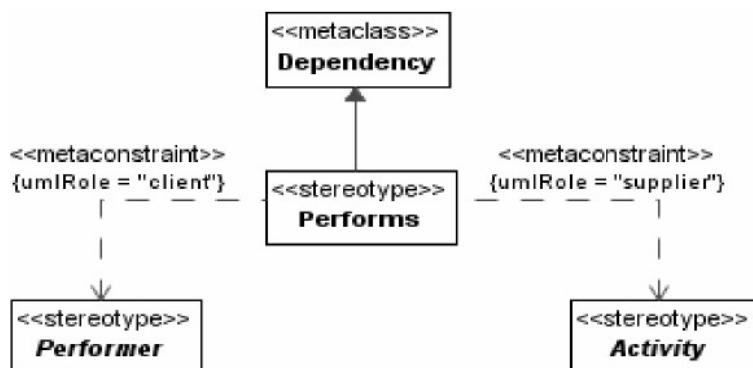 <<metaclass>>
Dependency
<<metaconstraint>>
{umlRole = "client"}
<<metaconstraint>>
{umlRole = "supplier"}
<<stereotype>>
Performs
<<stereotype>>
Performer
<<stereotype>>
Activity